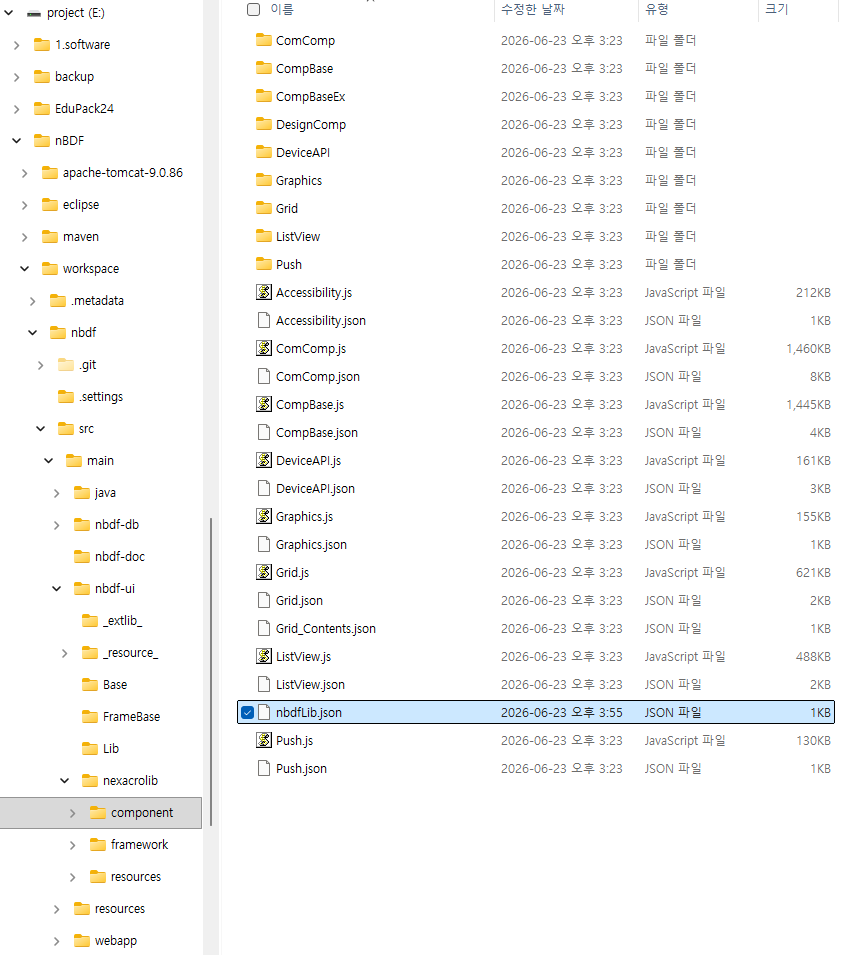 project (E:)
1.software
backup
EduPack24
nBDF
apache-tomcat-9.0.86
eclipse
maven
workspace
.metadata
nbdf
.git
.settings
src
main
java
nbdf-db
nbdf-doc
nbdf-ui
_extlib_
_resource_
Base
FrameBase
Lib
nexacrolib
component
framework
resources
resources
webapp
이름 수정한 날짜 유형 크기
ComComp 2026-06-23 오후 3:23 파일 폴더
CompBase 2026-06-23 오후 3:23 파일 폴더
CompBaseEx 2026-06-23 오후 3:23 파일 폴더
DesignComp 2026-06-23 오후 3:23 파일 폴더
DeviceAPI 2026-06-23 오후 3:23 파일 폴더
Graphics 2026-06-23 오후 3:23 파일 폴더
Grid 2026-06-23 오후 3:23 파일 폴더
ListView 2026-06-23 오후 3:23 파일 폴더
Push 2026-06-23 오후 3:23 파일 폴더
Accessibility.js 2026-06-23 오후 3:23 JavaScript 파일 212KB
Accessibility.json 2026-06-23 오후 3:23 JSON 파일 1KB
ComComp.js 2026-06-23 오후 3:23 JavaScript 파일 1,460KB
ComComp.json 2026-06-23 오후 3:23 JSON 파일 8KB
CompBase.js 2026-06-23 오후 3:23 JavaScript 파일 1,445KB
CompBase.json 2026-06-23 오후 3:23 JSON 파일 4KB
DeviceAPI.js 2026-06-23 오후 3:23 JavaScript 파일 161KB
DeviceAPI.json 2026-06-23 오후 3:23 JSON 파일 3KB
Graphics.js 2026-06-23 오후 3:23 JavaScript 파일 155KB
Graphics.json 2026-06-23 오후 3:23 JSON 파일 1KB
Grid.js 2026-06-23 오후 3:23 JavaScript 파일 621KB
Grid.json 2026-06-23 오후 3:23 JSON 파일 2KB
Grid_Contents.json 2026-06-23 오후 3:23 JSON 파일 1KB
ListView.js 2026-06-23 오후 3:23 JavaScript 파일 488KB
ListView.json 2026-06-23 오후 3:23 JSON 파일 2KB
nbdfLib.json 2026-06-23 오후 3:55 JSON 파일 1KB
Push.js 2026-06-23 오후 3:23 JavaScript 파일 130KB
Push.json 2026-06-23 오후 3:23 JSON 파일 1KB